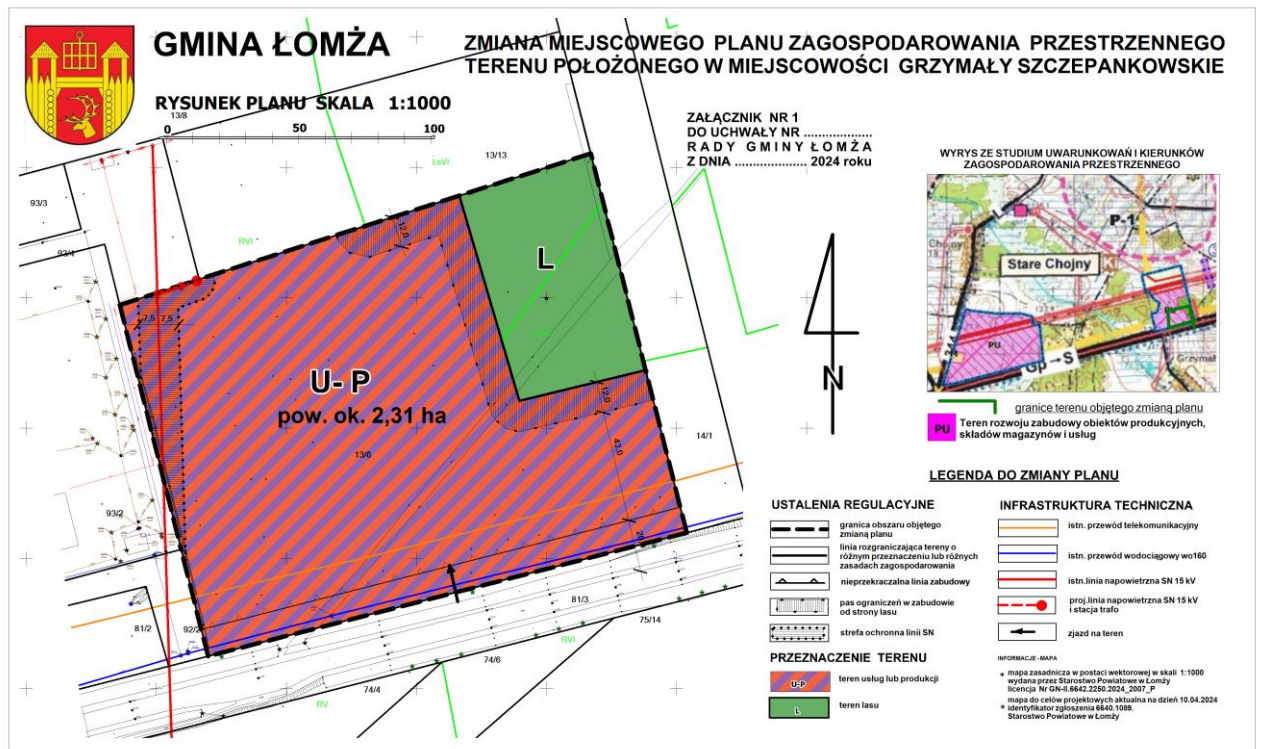 GMINA ŁOMŻA
ZMIANA MIEJSCOWEGO PLANU ZAGOSPODAROWANIA PRZESTRZENNEGO
TERENU POŁOŻONEGO W MIEJSCOWOŚCI GRZYMAŁY SZCZEPANKOWSKIE
RYSUNEK PLANU SKALA 1:1000
13/8
0 50 100
ZAŁĄCZNIK NR 1
DO UCHWAŁY NR ...................
RADY GMINY ŁOMŻA
Z DNIA .................... 2024 roku
WYRYS ZE STUDIUM UWARUNKOWAŃ I KIERUNKÓW
ZAGOSPODAROWANIA PRZESTRZENNEGO
P-1
Stare Chojny
PU
Gp → S
granice terenu objętego zmianą planu
PU
Teren rozwoju zabudowy obiektów produkcyjnych,
składów magazynów i usług
13/13
LsVI
93/3
RVI
93/4
12,0
L
7,5 7,5
U- P
pow. ok. 2,31 ha
13/6
12,0
43,0
14/1
93/2
81/2
92/2
81/3
75/14
RVI
74/6
74/4
RV
N
LEGENDA DO ZMIANY PLANU
USTALENIA REGULACYJNE
granica obszaru objętego
zmianą planu
linia rozgraniczająca tereny o
różnym przeznaczeniu lub różnych
zasadach zagospodarowania
nieprzekraczalna linia zabudowy
pas ograniczeń w zabudowie
od strony lasu
strefa ochronna linii SN
PRZEZNACZENIE TERENU
U-P
teren usług lub produkcji
L
teren lasu
INFRASTRUKTURA TECHNICZNA
istn. przewód telekomunikacyjny
istn. przewód wodociągowy wo160
istn.linia napowietrzna SN 15 kV
proj.linia napowietrzna SN 15 kV
i stacja trafo
zjazd na teren
INFORMACJE - MAPA
* mapa zasadnicza w postaci wektorowej w skali 1:1000
wydana przez Starostwo Powiatowe w Łomży
licencja Nr GN-II.6642.2250.2024_2007_P
mapa do celów projektowych aktualna na dzień 10.04.2024
* identyfikator zgłoszenia 6640.1089.
Starostwo Powiatowe w Łomży